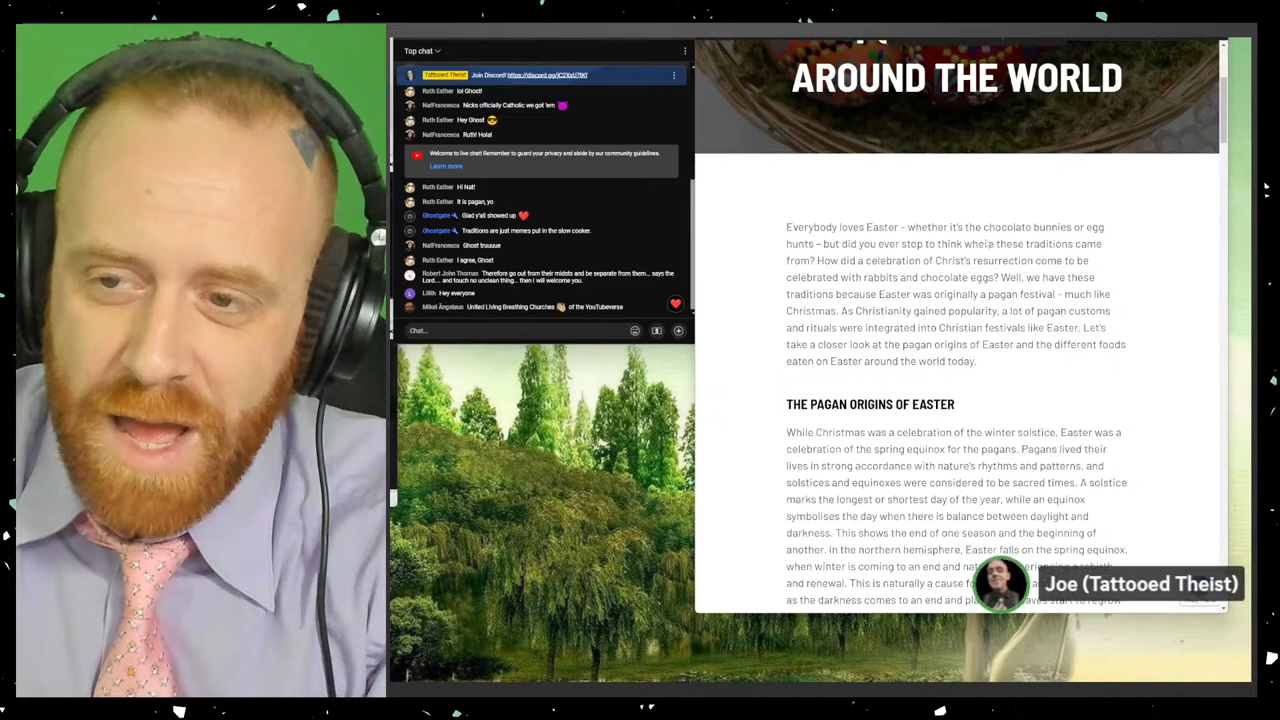 Top chat
Tattooed Theist Join Discord!
Ruth Esther lol Ghost!
NatFrancesca Nicks officially Catholic we got 'em
Ruth Esther Hey Ghost
NatFrancesca Ruth! Hola!
Welcome to live chat! Remember to guard your privacy and abide by our community guidelines.
Learn more
Ruth Esther Hi Nat!
Ruth Esther It is pagan, yo
Ghostgate Glad y'all showed up
Ghostgate Traditions are just memes put in the slow cooker.
NatFrancesca Ghost truuuue
Ruth Esther I agree, Ghost
Robert John Thomas Therefore go out from their midsts and be separate from them... says the
Lord.... and touch no unclean thing... then I will welcome you.
Lilith Hey everyone
United Living Breathing Churches of the YouTubeverse
Chat...
AROUND THE WORLD
Everybody loves Easter – whether it's the chocolate bunnies or egg
hunts – but did you ever stop to think these traditions came
from? How did a celebration of Christ's resurrection come to be
celebrated with rabbits and chocolate eggs? Well, we have these
traditions because Easter was originally a pagan festival – much like
Christmas. As Christianity gained popularity, a lot of pagan customs
and rituals were integrated into Christian festivals like Easter. Let's
take a closer look at the pagan origins of Easter and the different foods
eaten on Easter around the world today.
THE PAGAN ORIGINS OF EASTER
While Christmas was a celebration of the winter solstice, Easter was a
celebration of the spring equinox for the pagans. Pagans lived their
lives in strong accordance with nature's rhythms and patterns, and
solstices and equinoxes were considered to be sacred times. A solstice
marks the longest or shortest day of the year, while an equinox
symbolises the day when there is balance between daylight and
darkness. This shows the end of one season and the beginning of
another. In the northern hemisphere, Easter falls on the spring equinox,
when winter is coming to an end and
and renewal. This is naturally a cause
as the darkness comes to an end and start to regrow
Joe (Tattooed Theist)